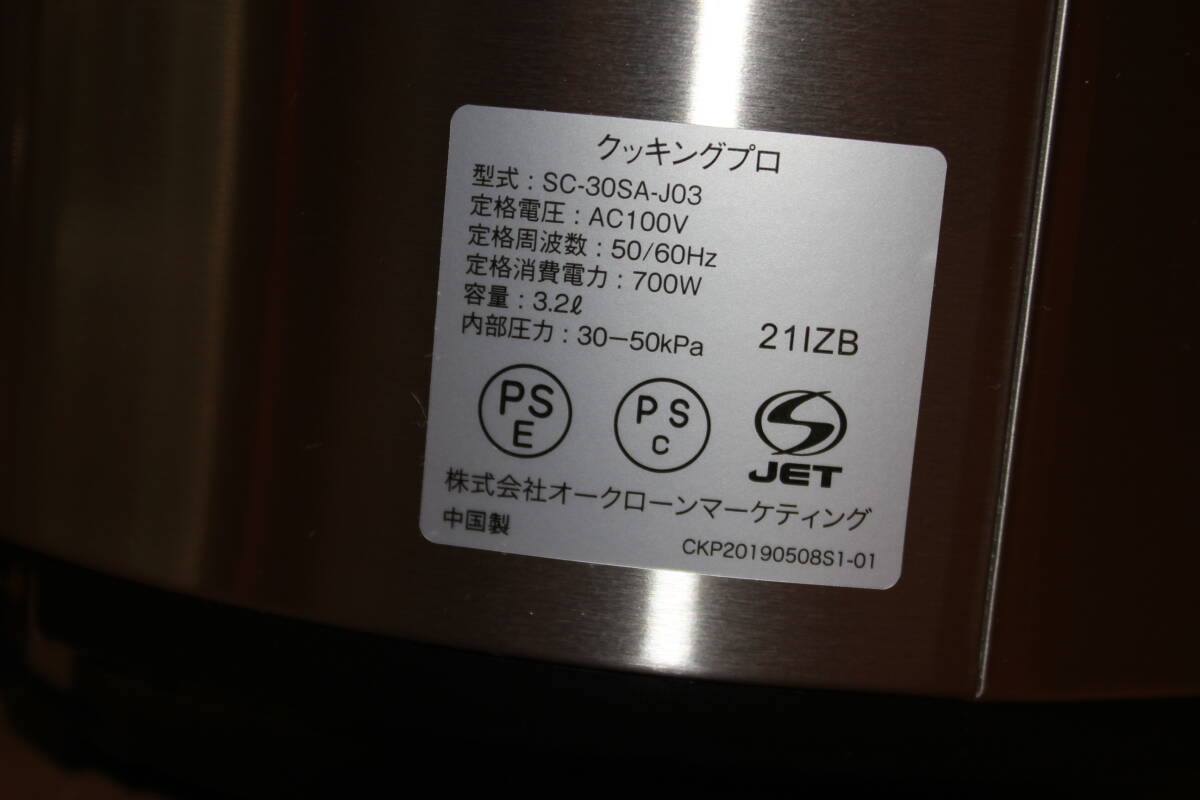 クッキングプロ
型式：SC-30SA-J03
定格電圧：AC100V
定格周波数：50/60Hz
定格消費電力：700W
容量：3.2ℓ
内部圧力：30－50kPa
21IZB
PS
E
PS
C
JET
株式会社オークローンマーケティング
中国製
CKP20190508S1-01